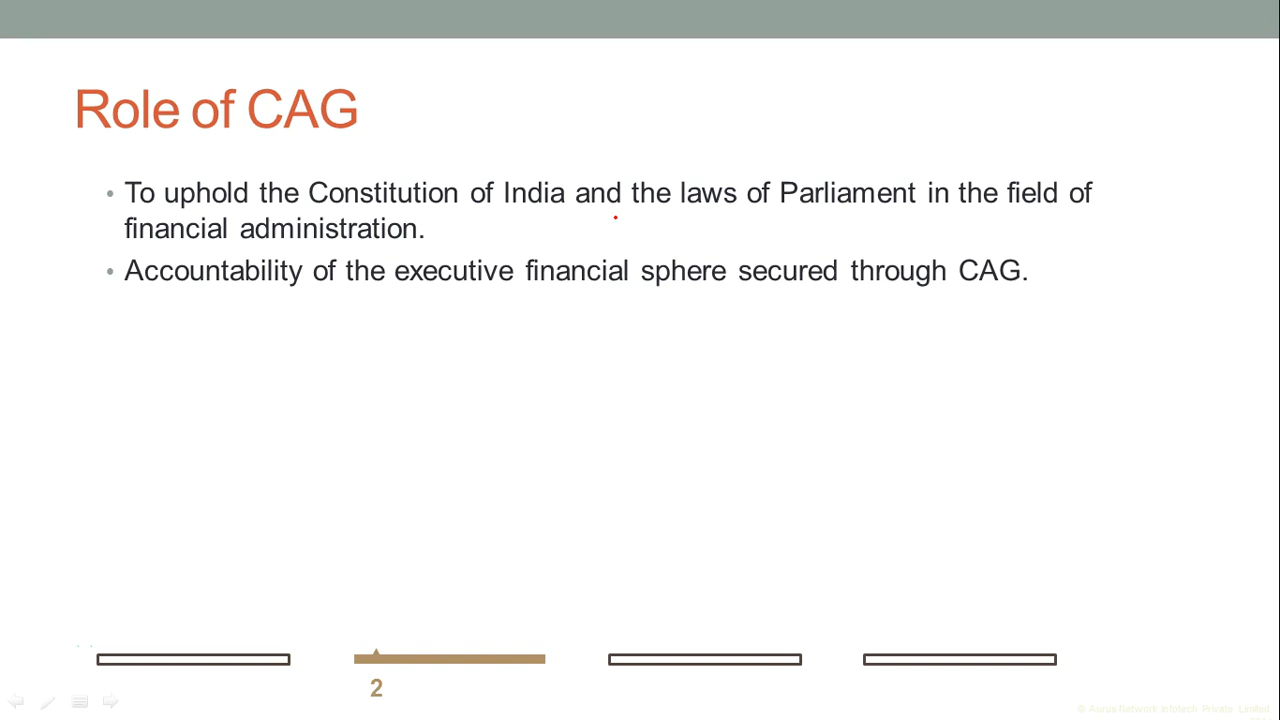 Role of CAG
• To uphold the Constitution of India and the laws of Parliament in the field of
financial administration.
• Accountability of the executive financial sphere secured through CAG.
2
© Aurus Network Infotech Private Limited